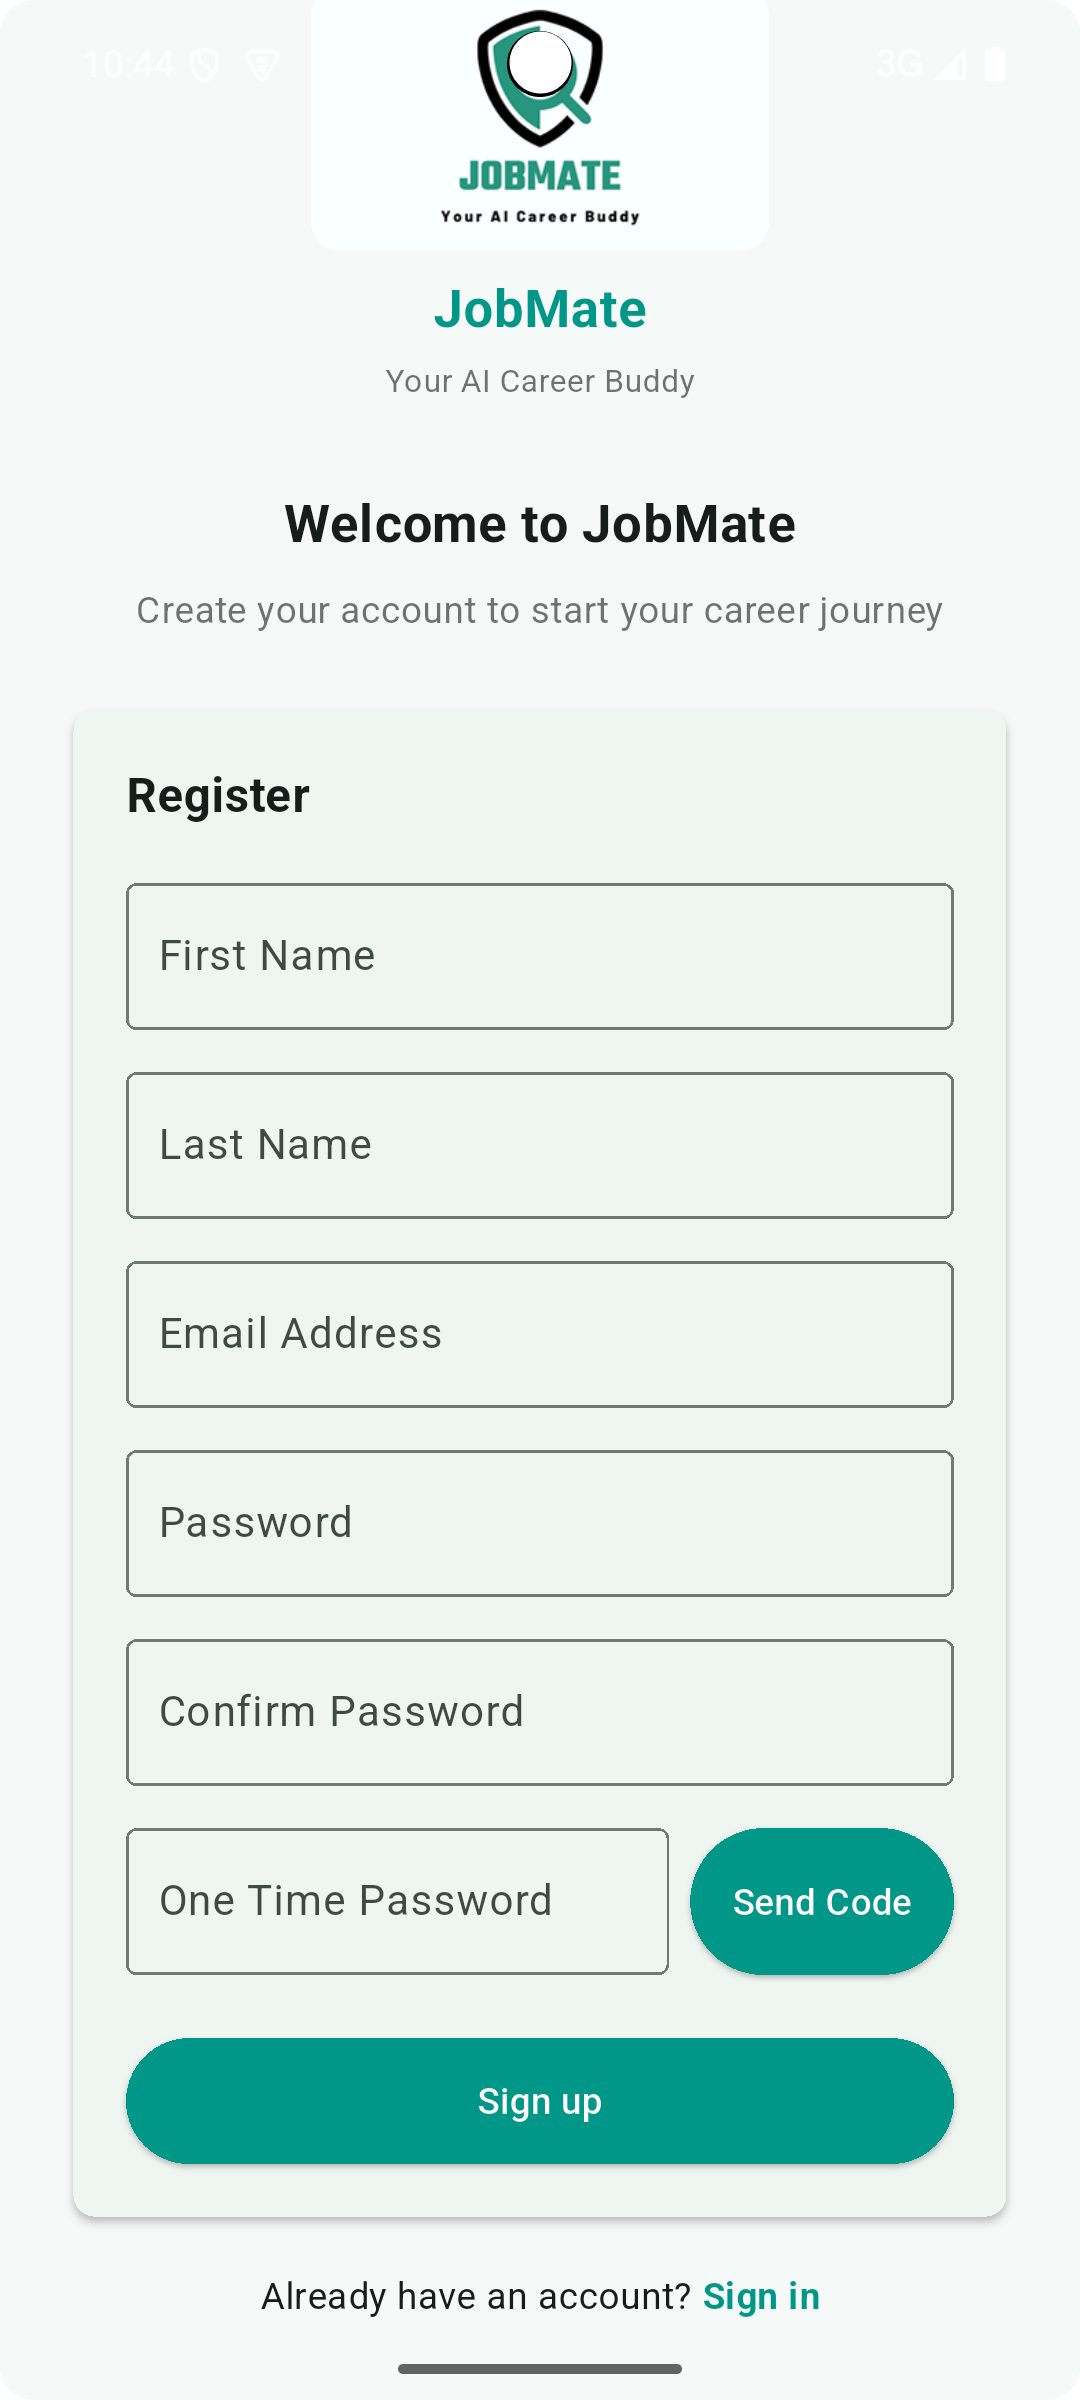 10:44
3G
JOBMATE
Your AI Career Buddy
JobMate
Your AI Career Buddy
Welcome to JobMate
Create your account to start your career journey
Register
First Name
Last Name
Email Address
Password
Confirm Password
One Time Password
Send Code
Sign up
Already have an account? Sign in